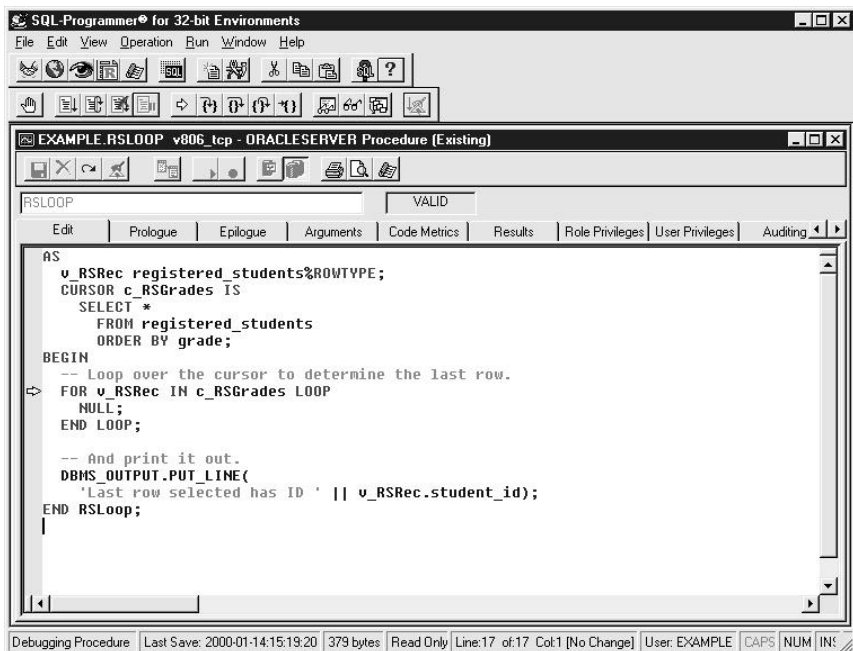 SQL-Programmer® for 32-bit Environments
File Edit View Operation Run Window Help
SQL
EXAMPLE.RSLOOP v806_tcp - ORACLESERVER Procedure (Existing)
RSLOOP VALID
Edit Prologue Epilogue Arguments Code Metrics Results Role Privileges User Privileges Auditing
AS
v_RSRec registered_students%ROWTYPE;
CURSOR c_RSGrades IS
SELECT *
FROM registered_students
ORDER BY grade;
BEGIN
-- Loop over the cursor to determine the last row.
FOR v_RSRec IN c_RSGrades LOOP
NULL;
END LOOP;
-- And print it out.
DBMS_OUTPUT.PUT_LINE(
'Last row selected has ID ' || v_RSRec.student_id);
END RSLoop;
Debugging Procedure Last Save: 2000-01-14:15:19:20 379 bytes Read Only Line:17 of:17 Col:1 [No Change] User: EXAMPLE CAPS NUM INS